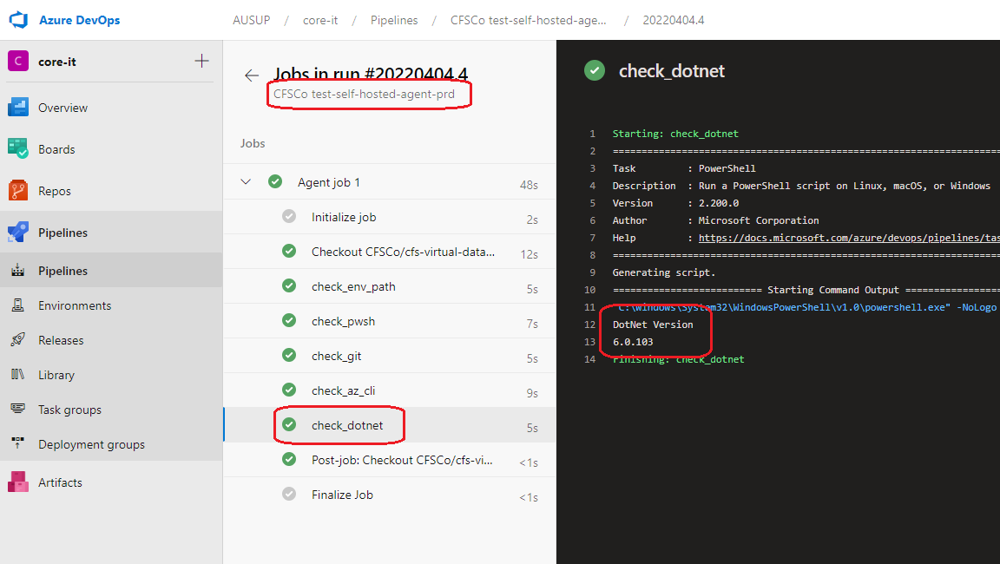 Azure DevOps
AUSUP / core-it / Pipelines / CFSCo test-self-hosted-age... / 20220404.4
C core-it
Overview
Boards
Repos
Pipelines
Pipelines
Environments
Releases
Library
Task groups
Deployment groups
Artifacts
Jobs in run #20220404.4
CFSCo test-self-hosted-agent-prd
Jobs
Agent job 1 48s
Initialize job 2s
Checkout CFSCo/cfs-virtual-data... 12s
check_env_path 5s
check_pwsh 7s
check_git 5s
check_az_cli 9s
check_dotnet 5s
Post-job: Checkout CFSCo/cfs-vi... <1s
Finalize Job <1s
check_dotnet
1 Starting: check_dotnet
2 ==============================================================================
3 Task : PowerShell
4 Description : Run a PowerShell script on Linux, macOS, or Windows
5 Version : 2.200.0
6 Author : Microsoft Corporation
7 Help : https://docs.microsoft.com/azure/devops/pipelines/tas
8 ==============================================================================
9 Generating script.
10 ========================== Starting Command Output ================
11 "C:\Windows\System32\WindowsPowerShell\v1.0\powershell.exe" -NoLogo
12 DotNet Version
13 6.0.103
14 Finishing: check_dotnet